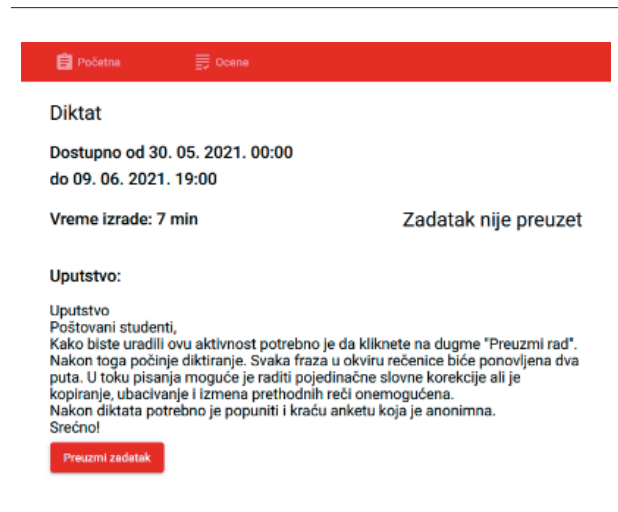 Početna
Ocene
Diktat
Dostupno od 30. 05. 2021. 00:00
do 09. 06. 2021. 19:00
Vreme izrade: 7 min
Zadatak nije preuzet
Uputstvo:
Uputstvo
Poštovani studenti,
Kako biste uradili ovu aktivnost potrebno je da kliknete na dugme "Preuzmi rad".
Nakon toga počinje diktiranje. Svaka fraza u okviru rečenice biće ponovljena dva
puta. U toku pisanja moguće je raditi pojedinačne slovne korekcije ali je
kopiranje, ubacivanje i izmena prethodnih reči onemogućena.
Nakon diktata potrebno je popuniti i kraću anketu koja je anonimna.
Srećno!
Preuzmi zadatak